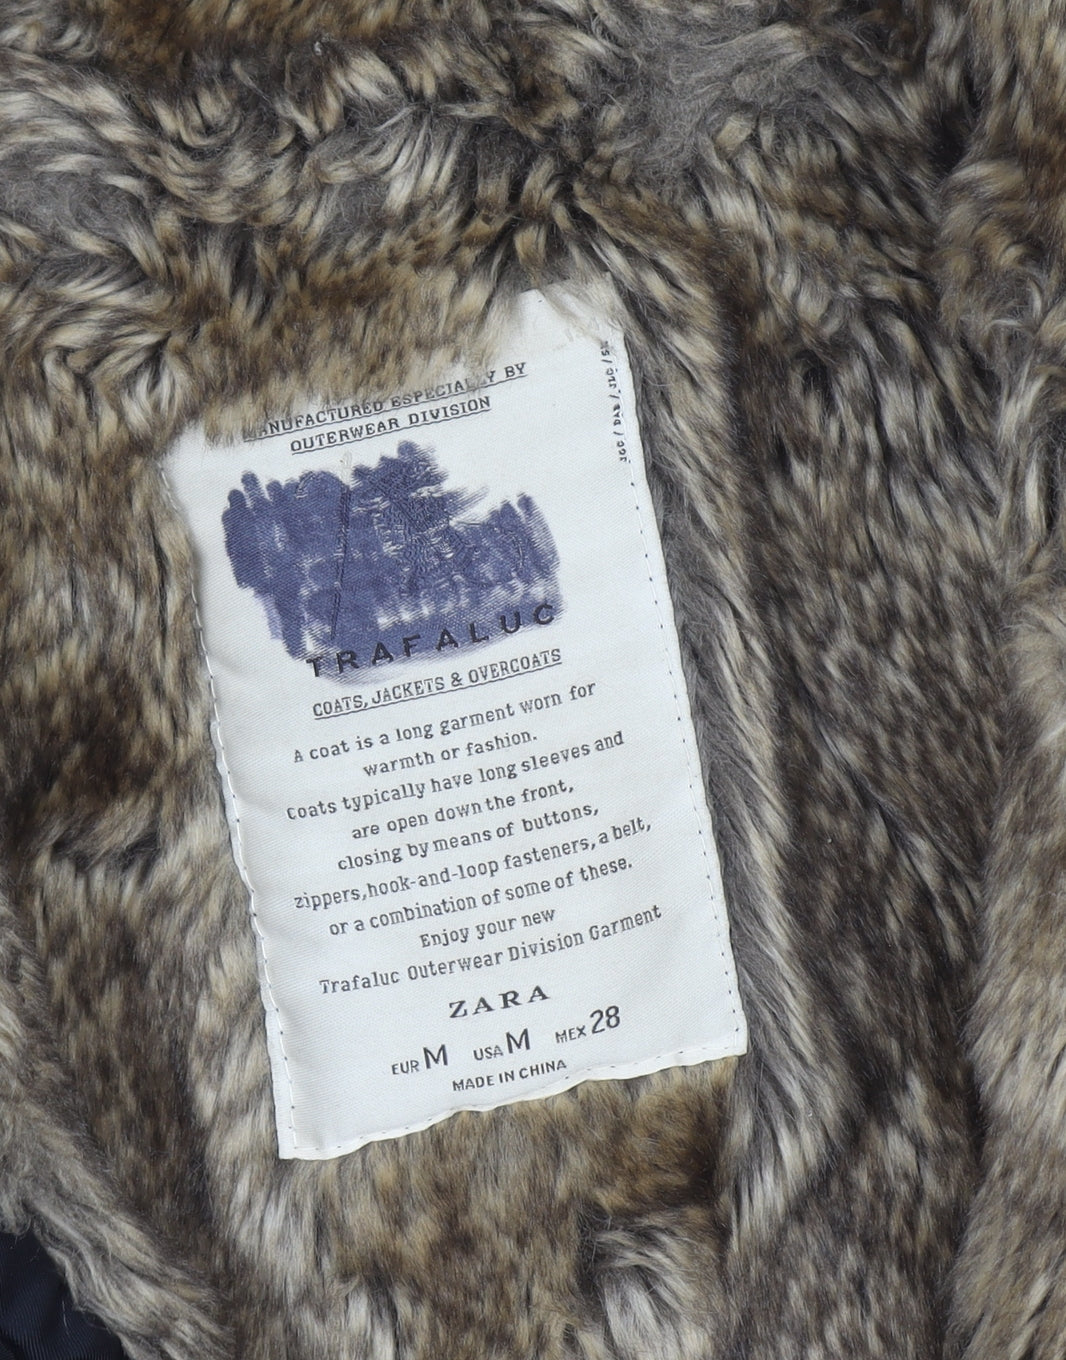 MANUFACTURED ESPECIALLY BY
OUTERWEAR DIVISION
TRAFALUC
COATS, JACKETS & OVERCOATS
A coat is a long garment worn for
warmth or fashion.
Coats typically have long sleeves and
are open down the front,
closing by means of buttons,
zippers, hook-and-loop fasteners, a belt,
or a combination of some of these.
Enjoy your new
Trafaluc Outerwear Division Garment
ZARA
EUR M USA M MEX 28
MADE IN CHINA